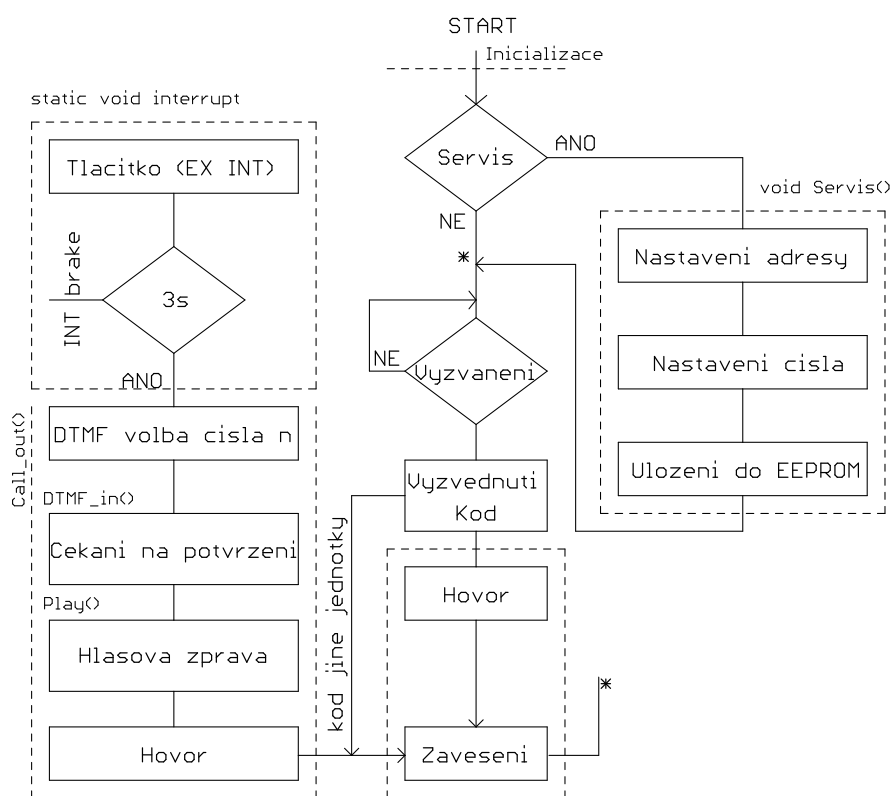 START
Inicializace
static void interrupt
Tlacitko (EX INT)
Servis
ANO
void Servis()
NE
*
Nastaveni adresy
INT brake
3s
NE
Vyzvaneni
Nastaveni cisla
ANO
Call_out()
DTMF volba cisla n
Vyzvednuti
Kod
Ulozeni do EEPROM
DTMF_in()
Cekani na potvrzeni
kod jine jednotky
Hovor
Play()
Hlasova zprava
*
Hovor
Zaveseni